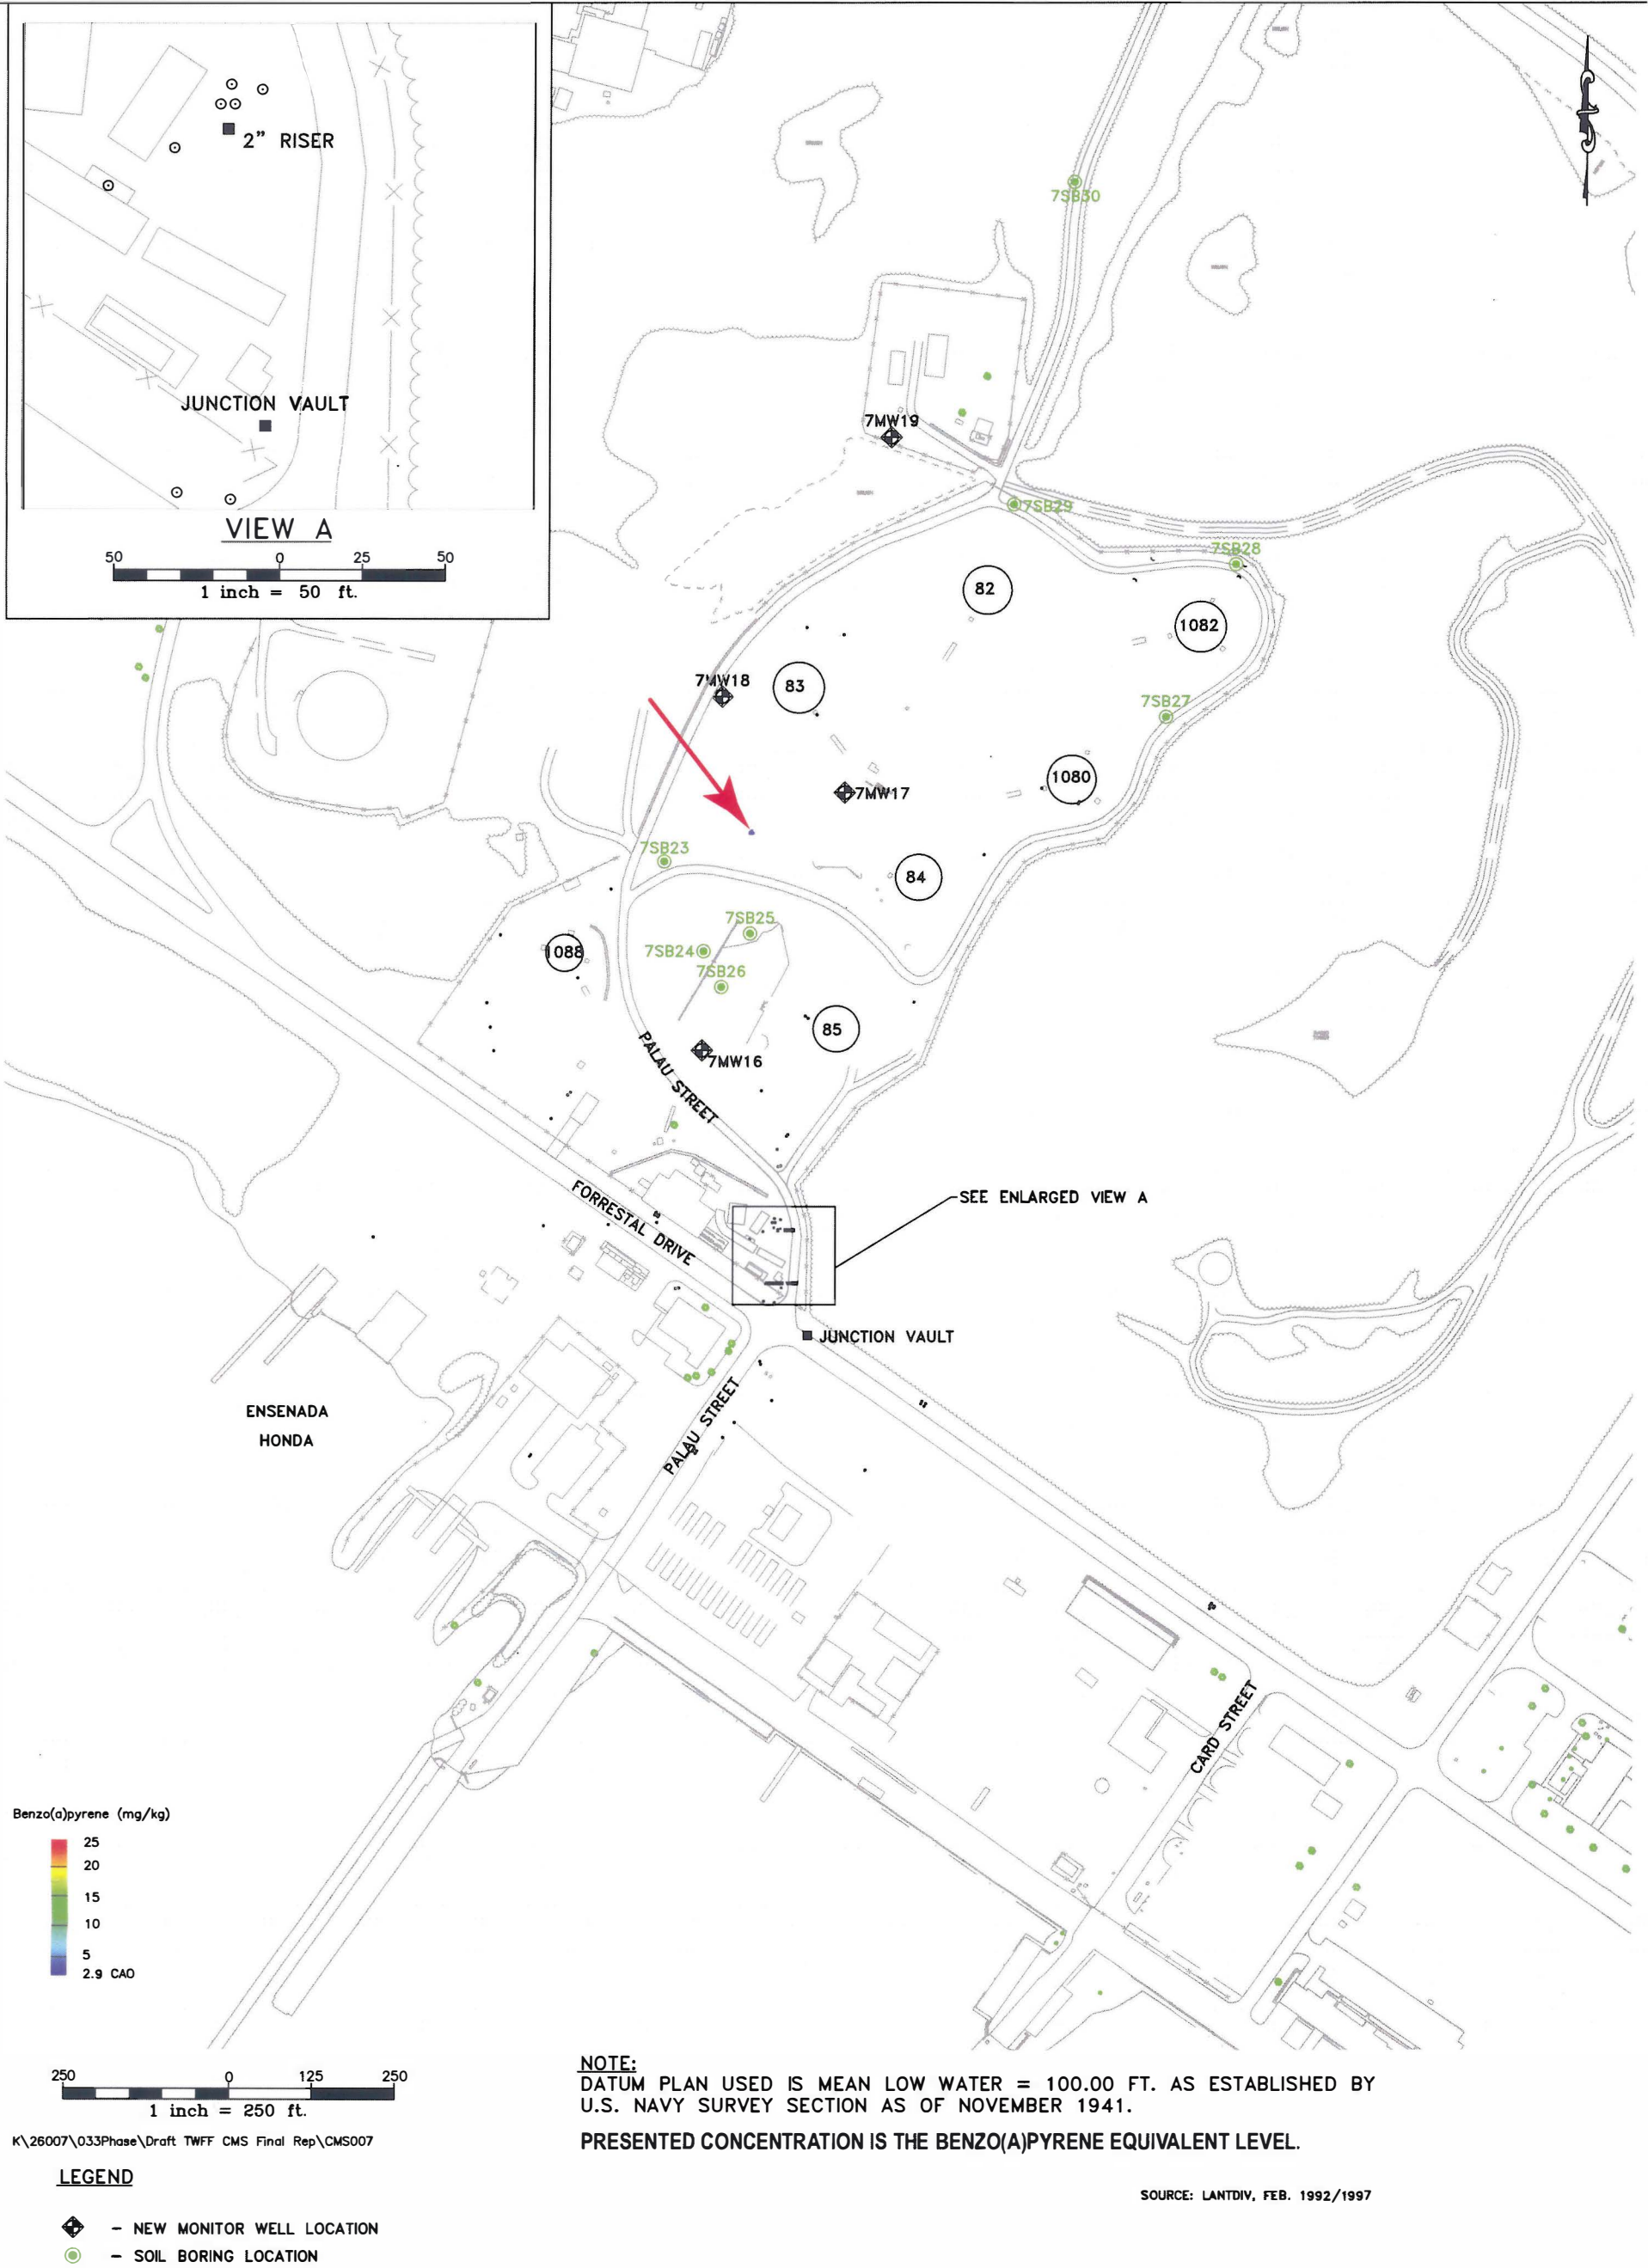 2" RISER
JUNCTION VAULT
VIEW A
50 0 25 50
1 inch = 50 ft.
7SB30
7MW19
7SB29
7SB28
82
1082
7MW18
83
7SB27
1080
7MW17
7SB23
84
7SB25
1088
7SB24
7SB26
85
PALAU STREET
7MW16
SEE ENLARGED VIEW A
FORRESTAL DRIVE
JUNCTION VAULT
PALAU STREET
ENSENADA
HONDA
CARD STREET
Benzo(a)pyrene (mg/kg)
25
20
15
10
5
2.9 CAO
250 0 125 250
1 inch = 250 ft.
K\26007\033Phase\Draft TWFF CMS Final Rep\CMS007
NOTE:
DATUM PLAN USED IS MEAN LOW WATER = 100.00 FT. AS ESTABLISHED BY
U.S. NAVY SURVEY SECTION AS OF NOVEMBER 1941.
PRESENTED CONCENTRATION IS THE BENZO(A)PYRENE EQUIVALENT LEVEL.
SOURCE: LANTDIV, FEB. 1992/1997
LEGEND
- NEW MONITOR WELL LOCATION
- SOIL BORING LOCATION